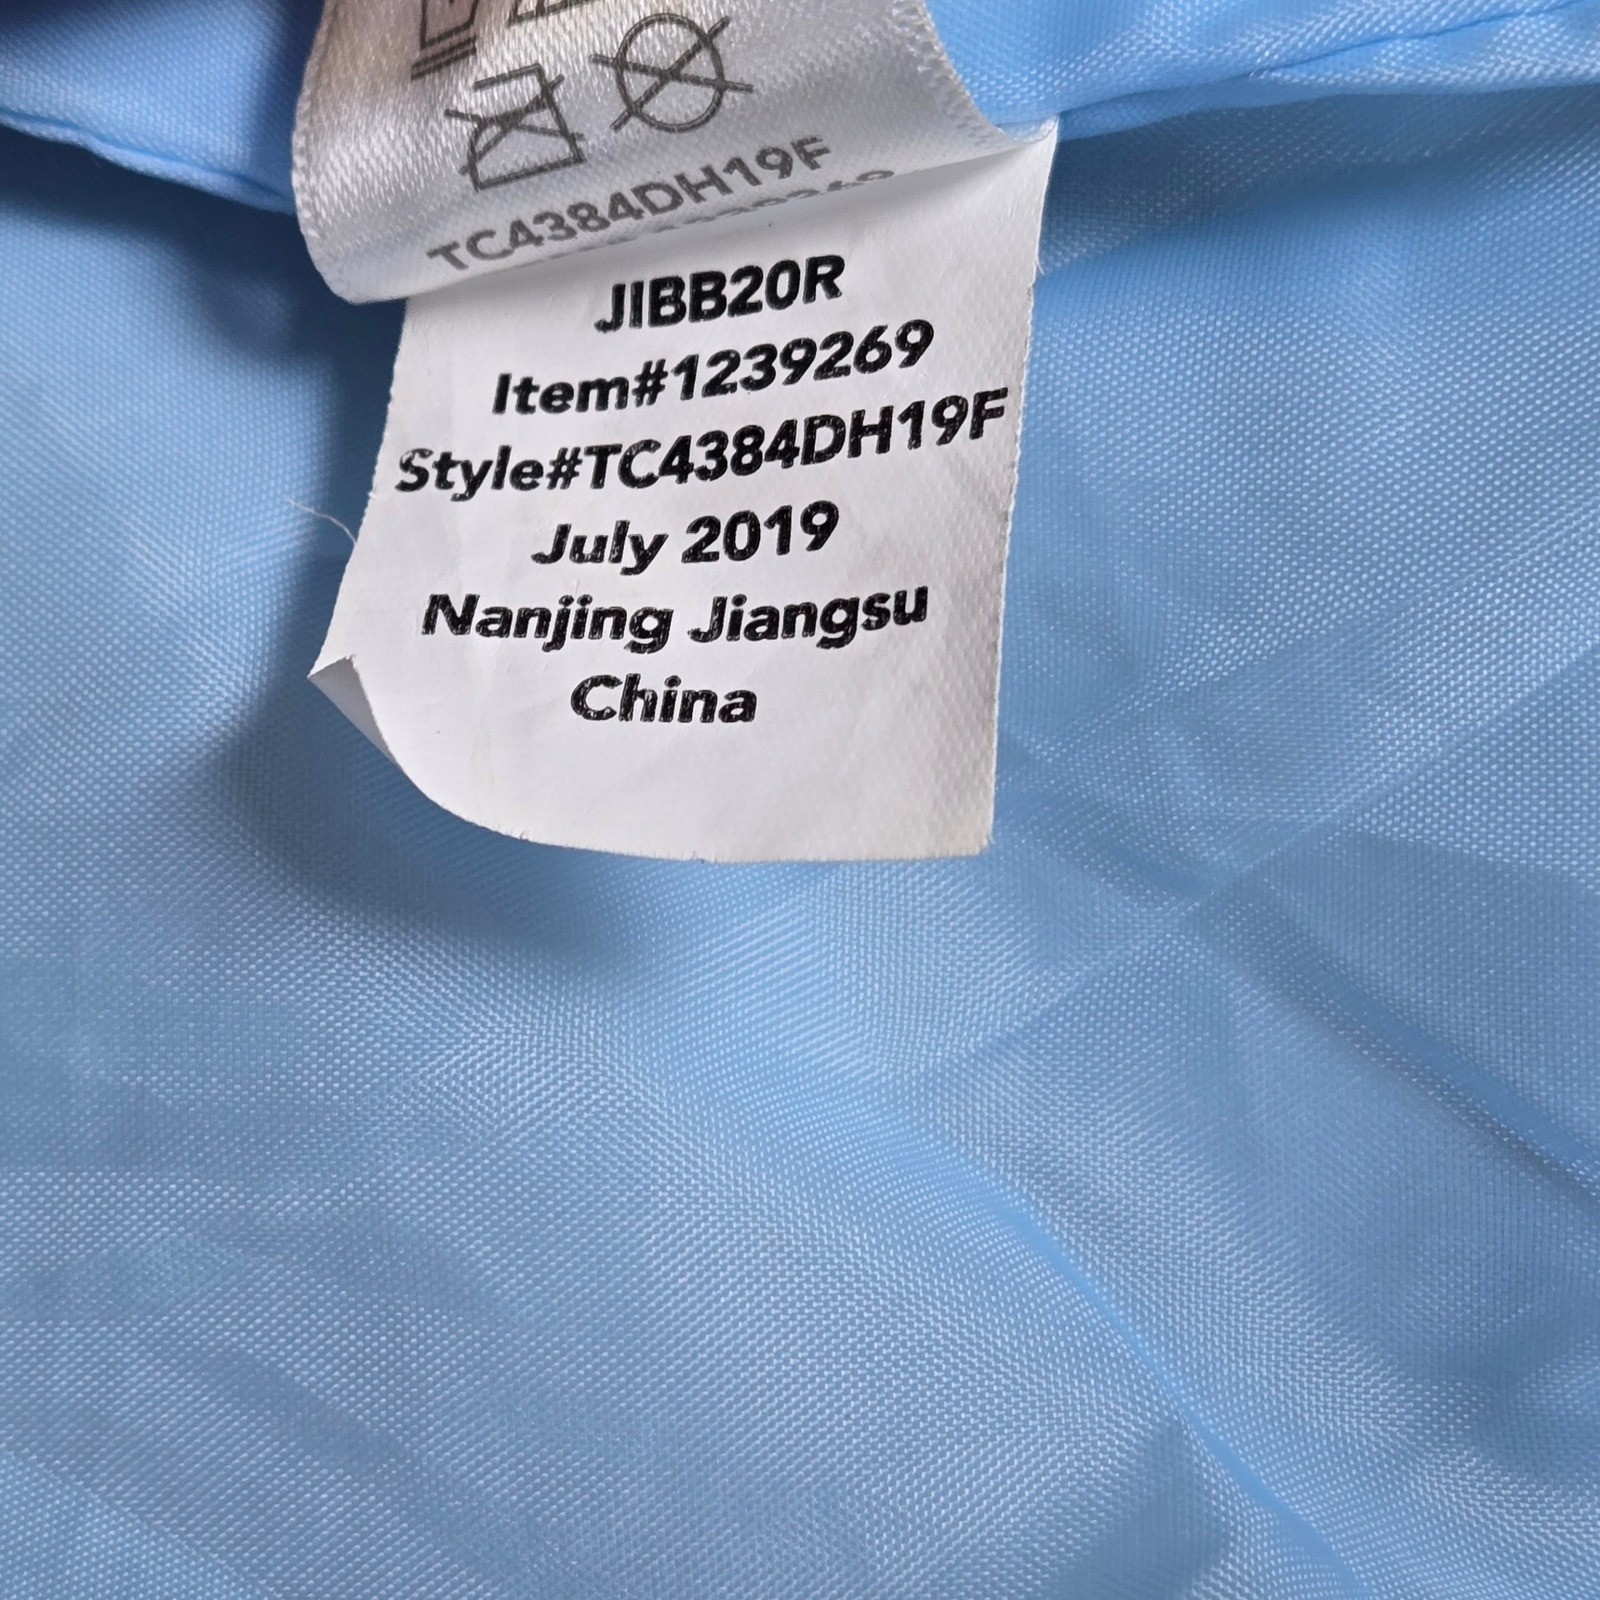 TC4384DH19F
JIBB20R
Item#1239269
Style#TC4384DH19F
July 2019
Nanjing Jiangsu
China